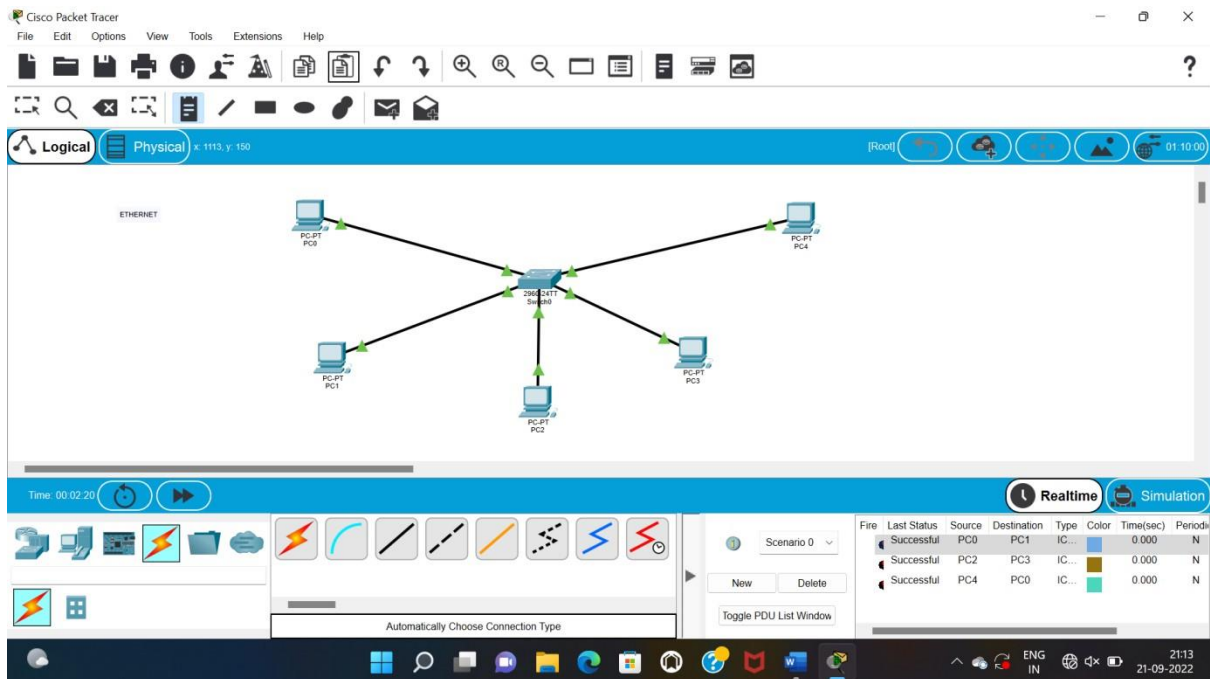 Cisco Packet Tracer
File Edit Options View Tools Extensions Help
Logical Physical x: 1113, y: 150 [Root] 01:10:00
ETHERNET
PC-PT
PC0
PC-PT
PC4
2960-24TT
Switch0
PC-PT
PC1
PC-PT
PC3
PC-PT
PC2
Time: 00:02:20 Realtime Simulation
Fire Last Status Source Destination Type Color Time(sec) Periodi
Successful PC0 PC1 IC... 0.000 N
Successful PC2 PC3 IC... 0.000 N
Successful PC4 PC0 IC... 0.000 N
Scenario 0
New Delete
Toggle PDU List Window
Automatically Choose Connection Type
ENG
IN
21:13
21-09-2022